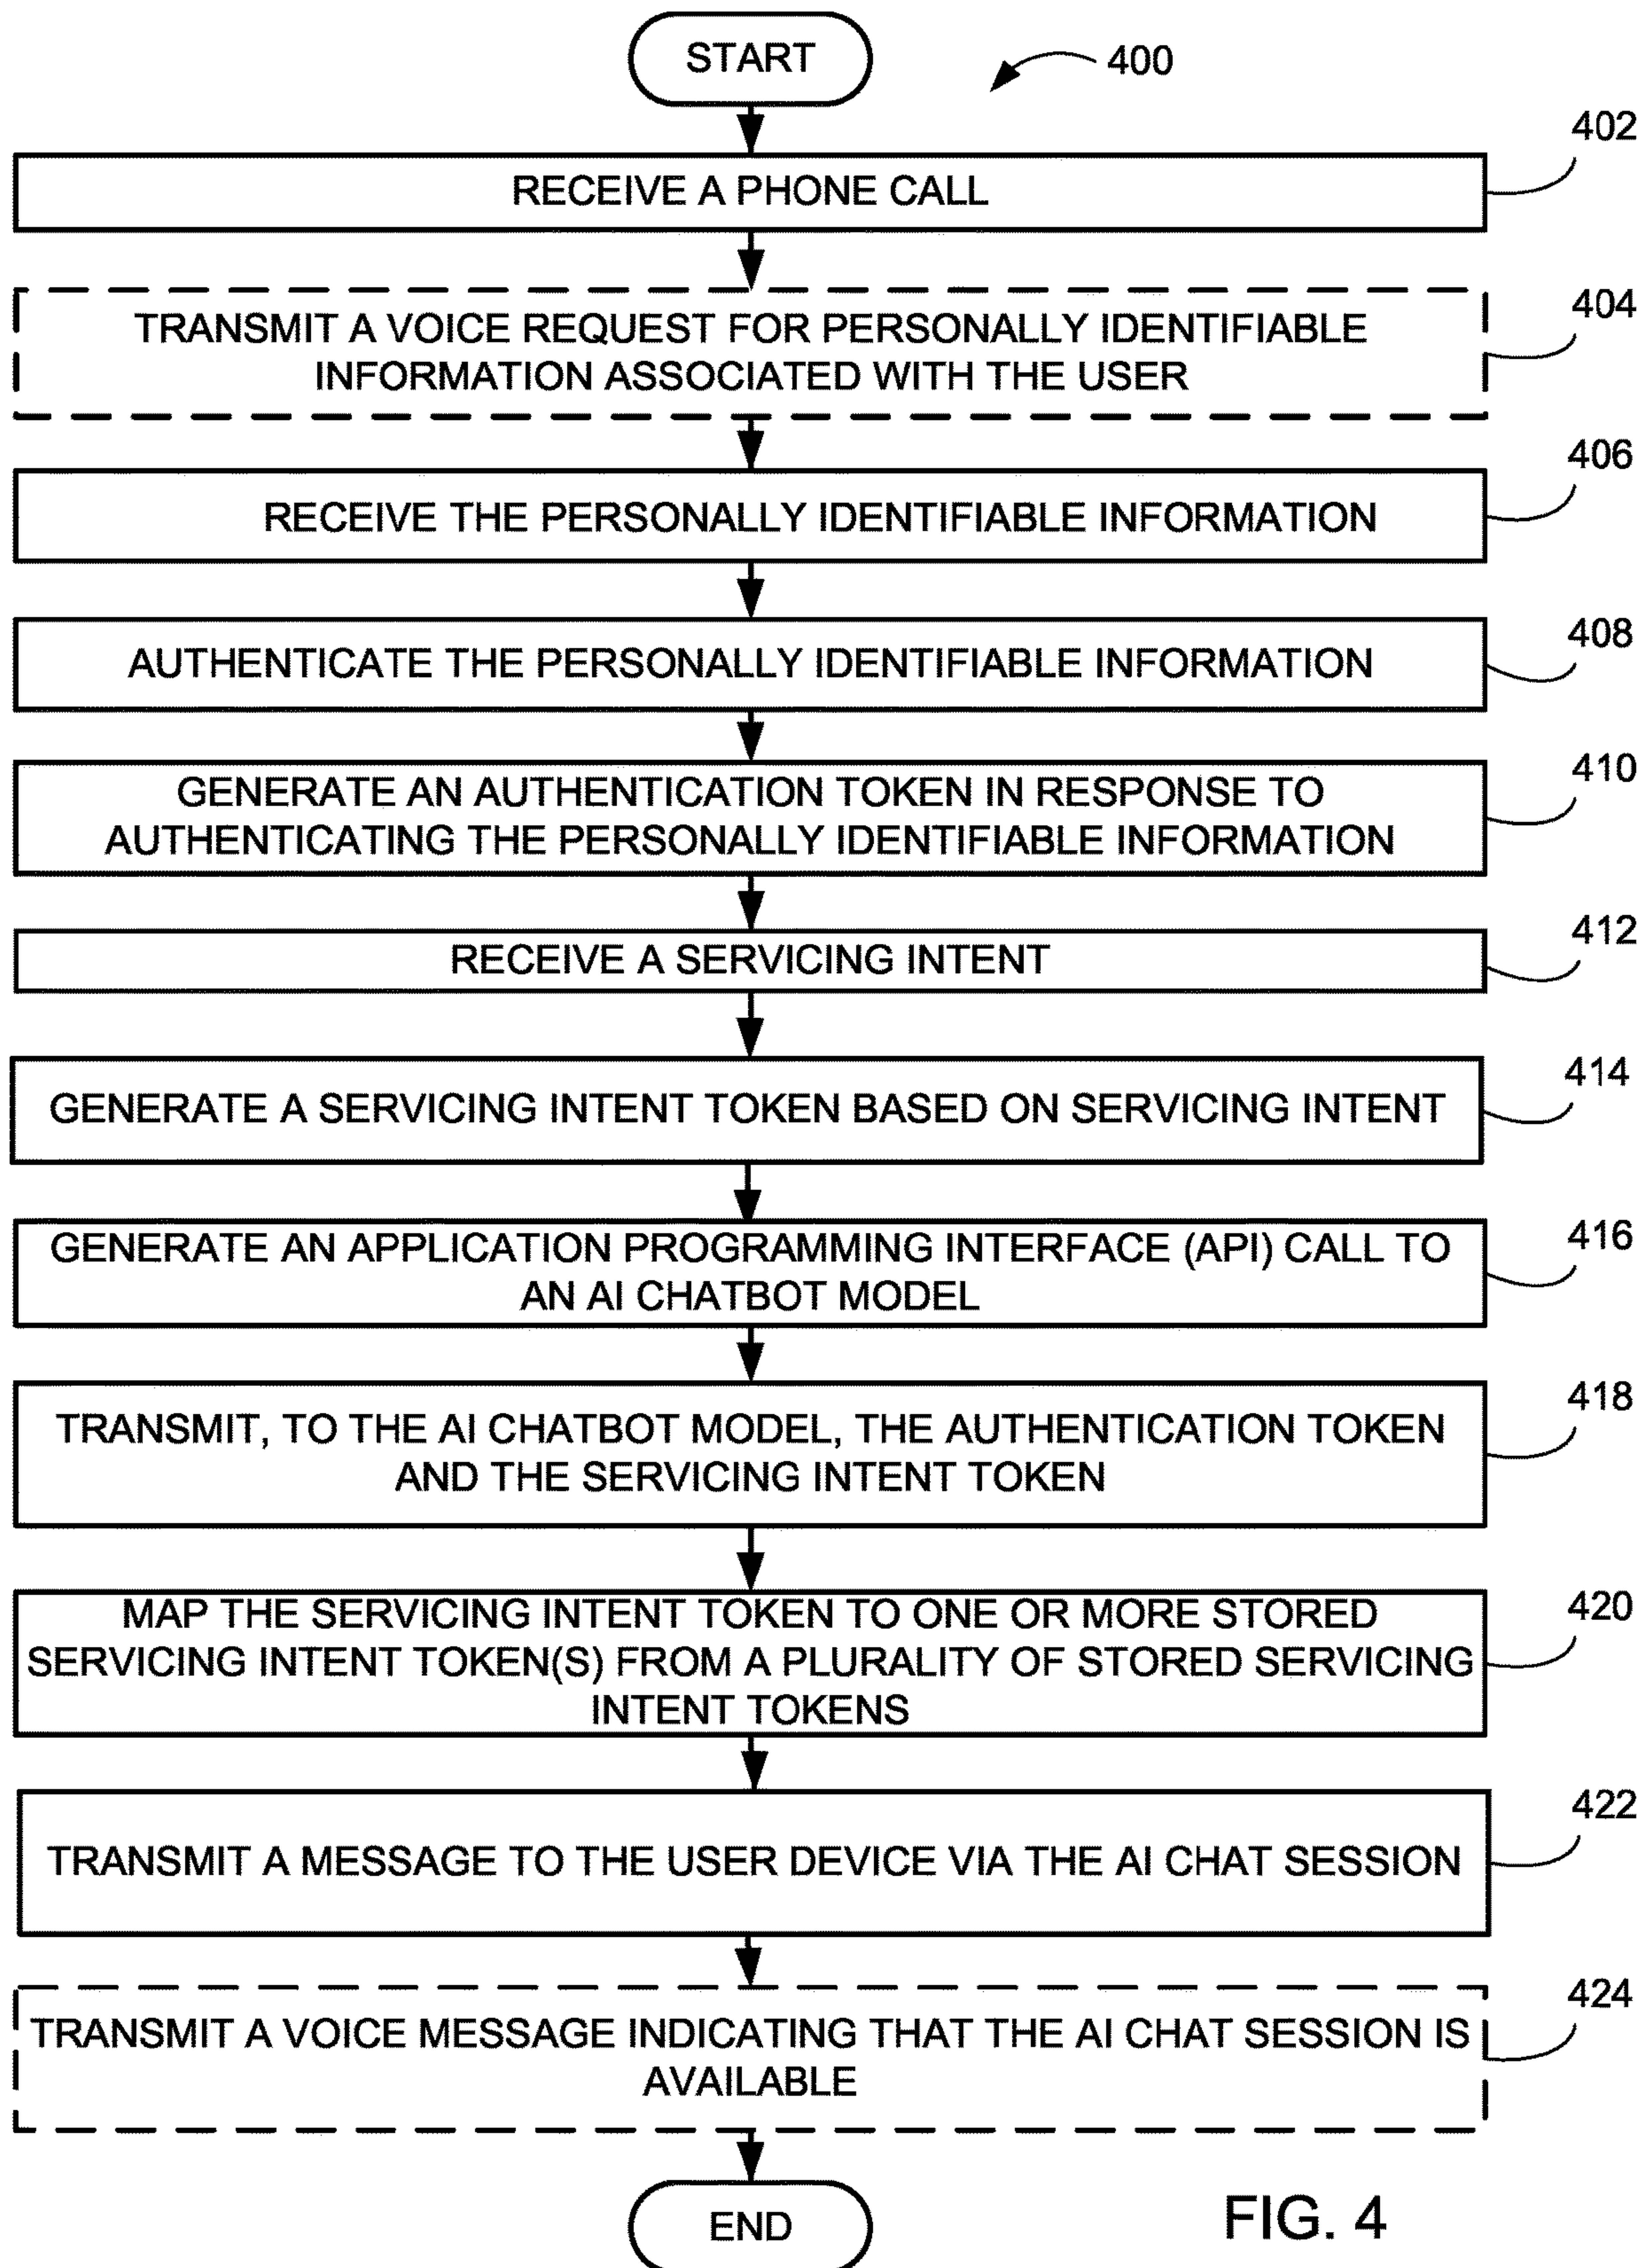 START
400
402
RECEIVE A PHONE CALL
404
TRANSMIT A VOICE REQUEST FOR PERSONALLY IDENTIFIABLE
INFORMATION ASSOCIATED WITH THE USER
406
RECEIVE THE PERSONALLY IDENTIFIABLE INFORMATION
408
AUTHENTICATE THE PERSONALLY IDENTIFIABLE INFORMATION
410
GENERATE AN AUTHENTICATION TOKEN IN RESPONSE TO
AUTHENTICATING THE PERSONALLY IDENTIFIABLE INFORMATION
412
RECEIVE A SERVICING INTENT
414
GENERATE A SERVICING INTENT TOKEN BASED ON SERVICING INTENT
416
GENERATE AN APPLICATION PROGRAMMING INTERFACE (API) CALL TO
AN AI CHATBOT MODEL
418
TRANSMIT, TO THE AI CHATBOT MODEL, THE AUTHENTICATION TOKEN
AND THE SERVICING INTENT TOKEN
420
MAP THE SERVICING INTENT TOKEN TO ONE OR MORE STORED
SERVICING INTENT TOKEN(S) FROM A PLURALITY OF STORED SERVICING
INTENT TOKENS
422
TRANSMIT A MESSAGE TO THE USER DEVICE VIA THE AI CHAT SESSION
424
TRANSMIT A VOICE MESSAGE INDICATING THAT THE AI CHAT SESSION IS
AVAILABLE
END
FIG. 4